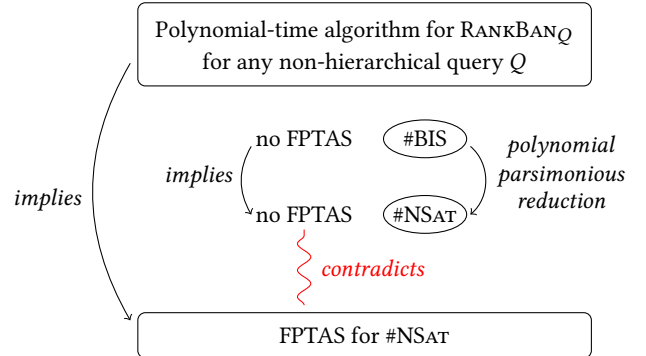 Polynomial-time algorithm for RANKBAN_Q
for any non-hierarchical query Q
no FPTAS #BIS
implies
implies
polynomial
parsimonious
reduction
no FPTAS #NSAT
contradicts
FPTAS for #NSAT